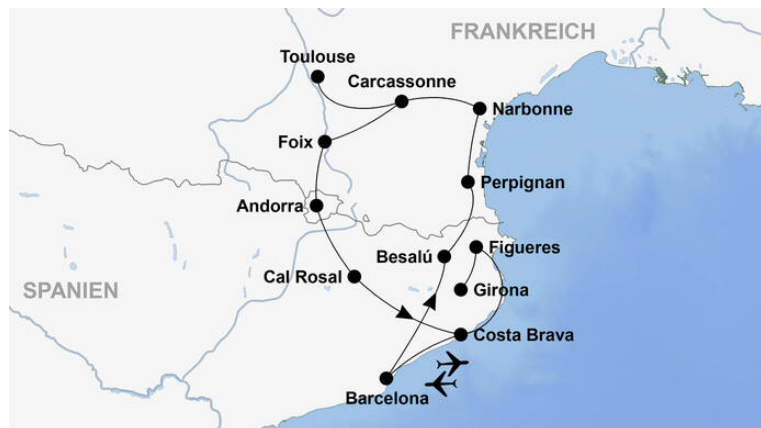 FRANKREICH
Toulouse
Carcassonne
Narbonne
Foix
Perpignan
Andorra
Besalú
Figueres
Cal Rosal
Girona
SPANIEN
Costa Brava
Barcelona